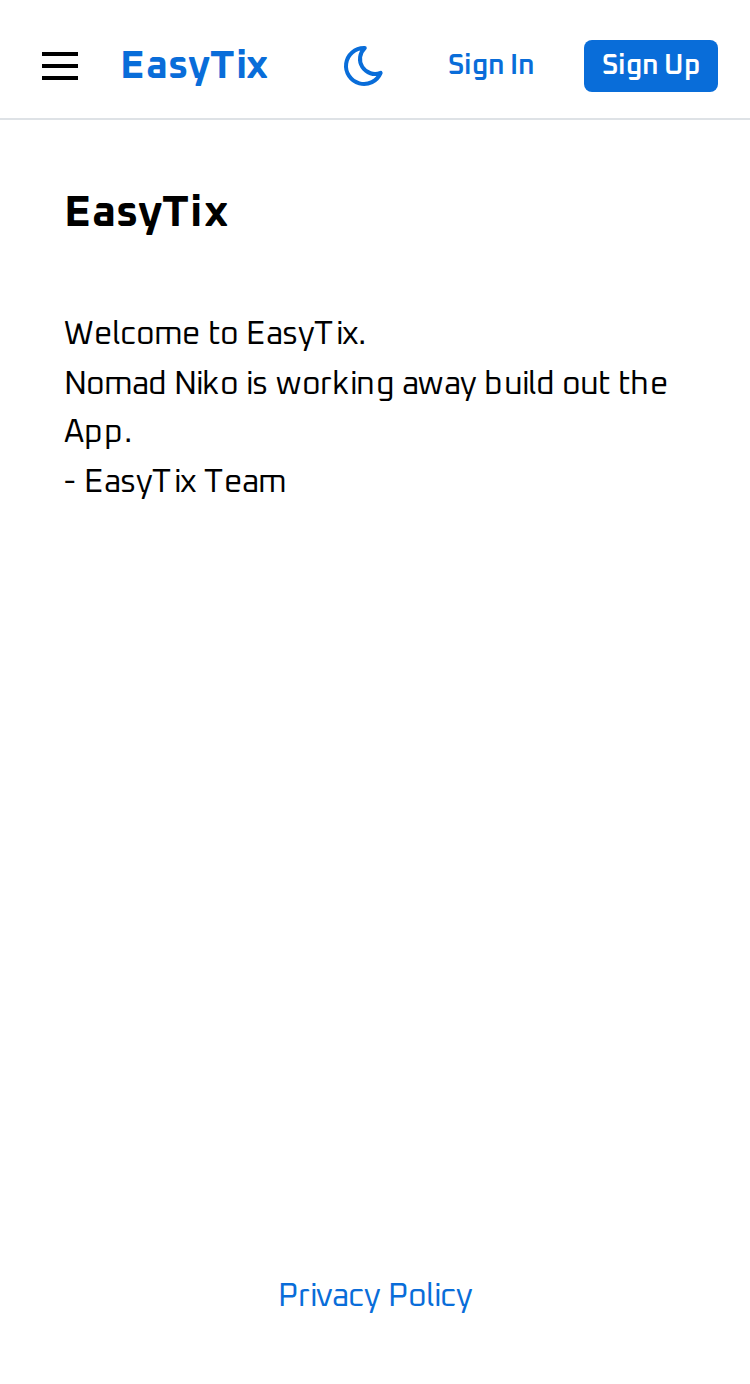 EasyTix
Sign In
Sign Up
EasyTix
Welcome to EasyTix.
Nomad Niko is working away build out the
App.
- EasyTix Team
Privacy Policy